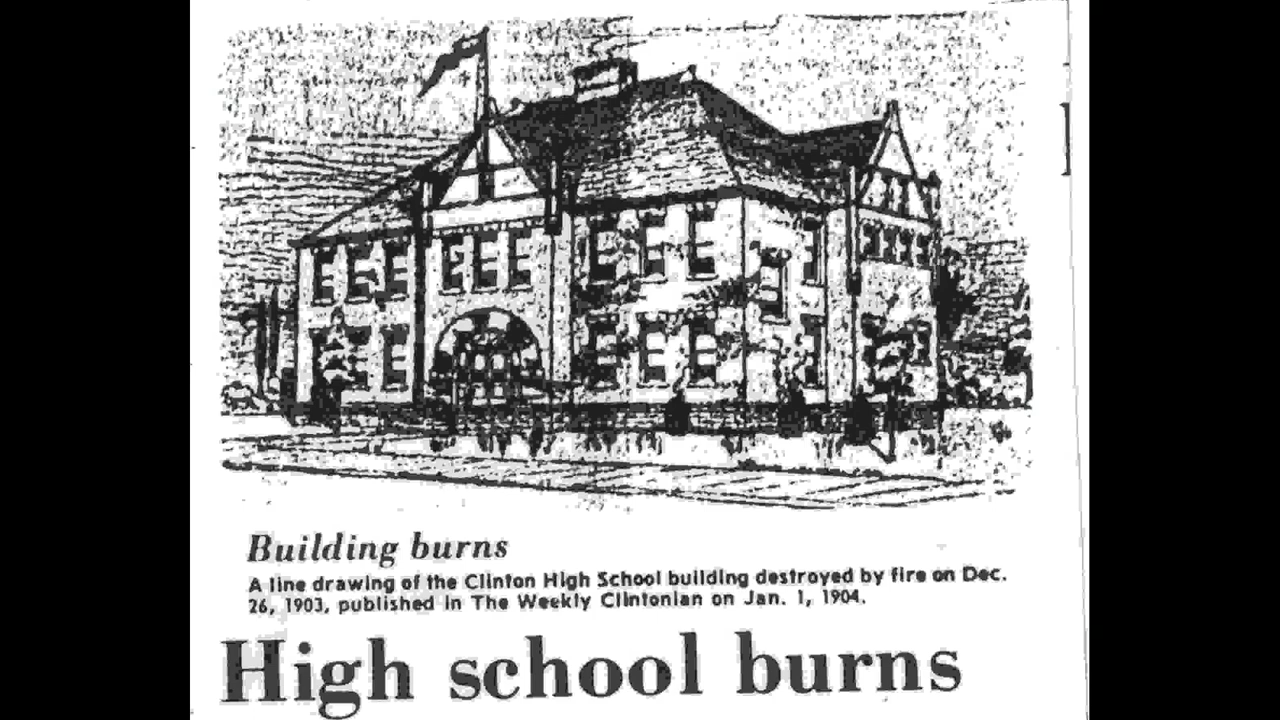 Building burns
A line drawing of the Clinton High School building destroyed by fire on Dec.
26, 1903, published in The Weekly Clintonian on Jan. 1, 1904.
High school burns